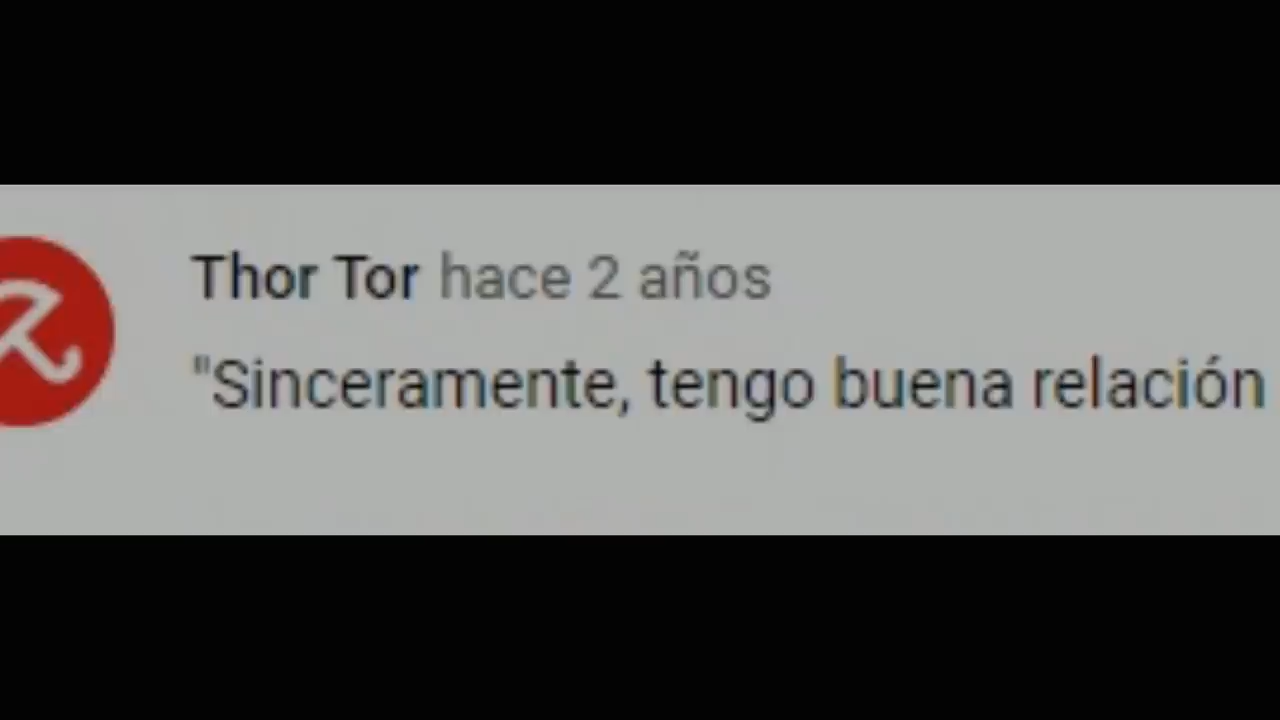 Thor Tor hace 2 años
"Sinceramente, tengo buena relación